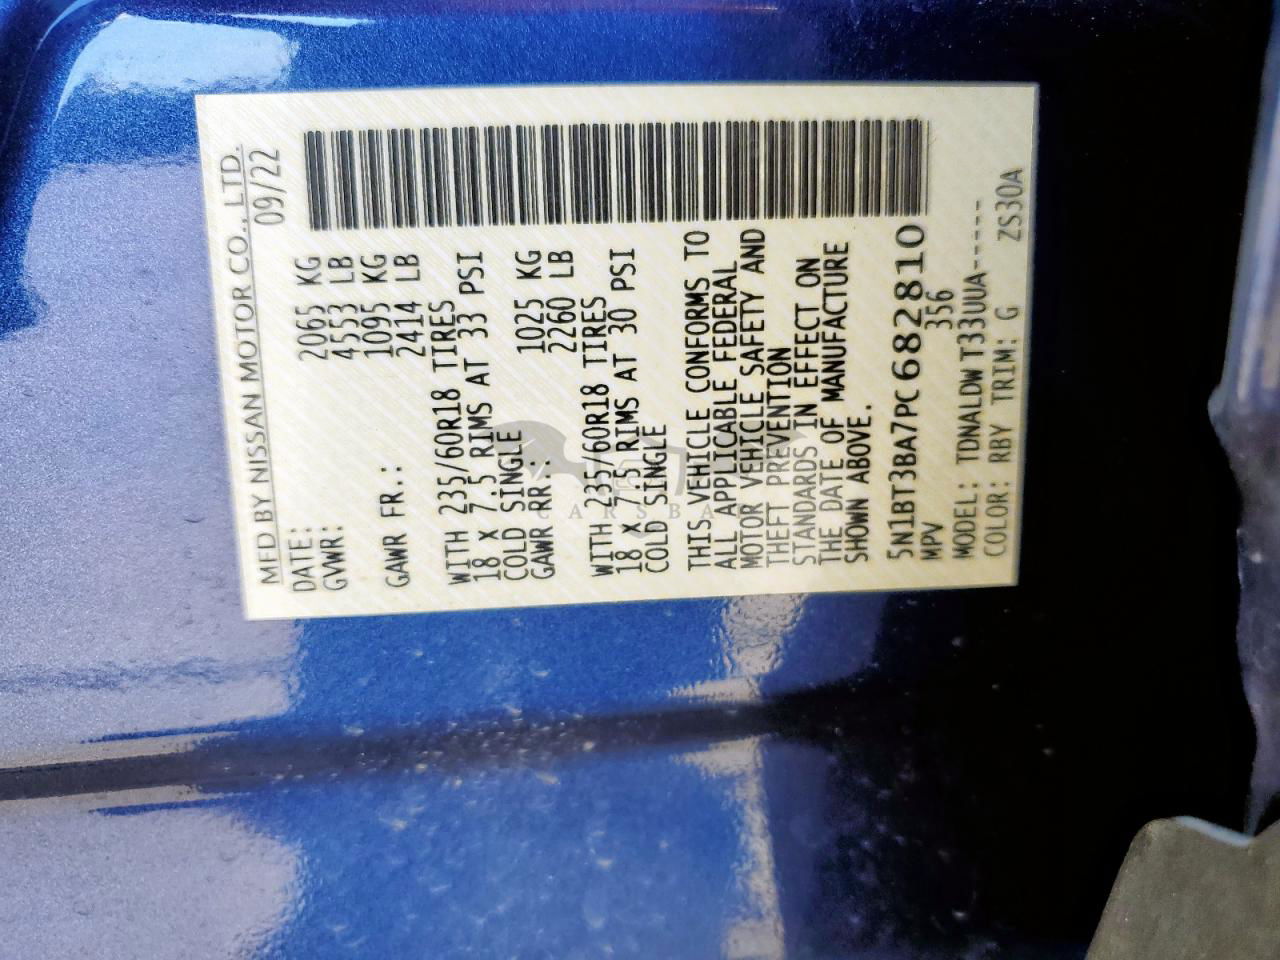 MFD BY NISSAN MOTOR CO., LTD.
DATE: 09/22
GVWR: 2065 KG
4553 LB
GAWR FR.: 1095 KG
2414 LB
WITH 235/60R18 TIRES
18 X 7.5 RIMS AT 33 PSI
COLD SINGLE
GAWR RR.: 1025 KG
2260 LB
WITH 235/60R18 TIRES
18 X 7.5 RIMS AT 30 PSI
COLD SINGLE
THIS VEHICLE CONFORMS TO
ALL APPLICABLE FEDERAL
MOTOR VEHICLE SAFETY AND
THEFT PREVENTION
STANDARDS IN EFFECT ON
THE DATE OF MANUFACTURE
SHOWN ABOVE.
5N1BT3BA7PC682810
MPV 356
MODEL: TDNALDW T33UUA-----
COLOR: RBY TRIM: G ZS30A